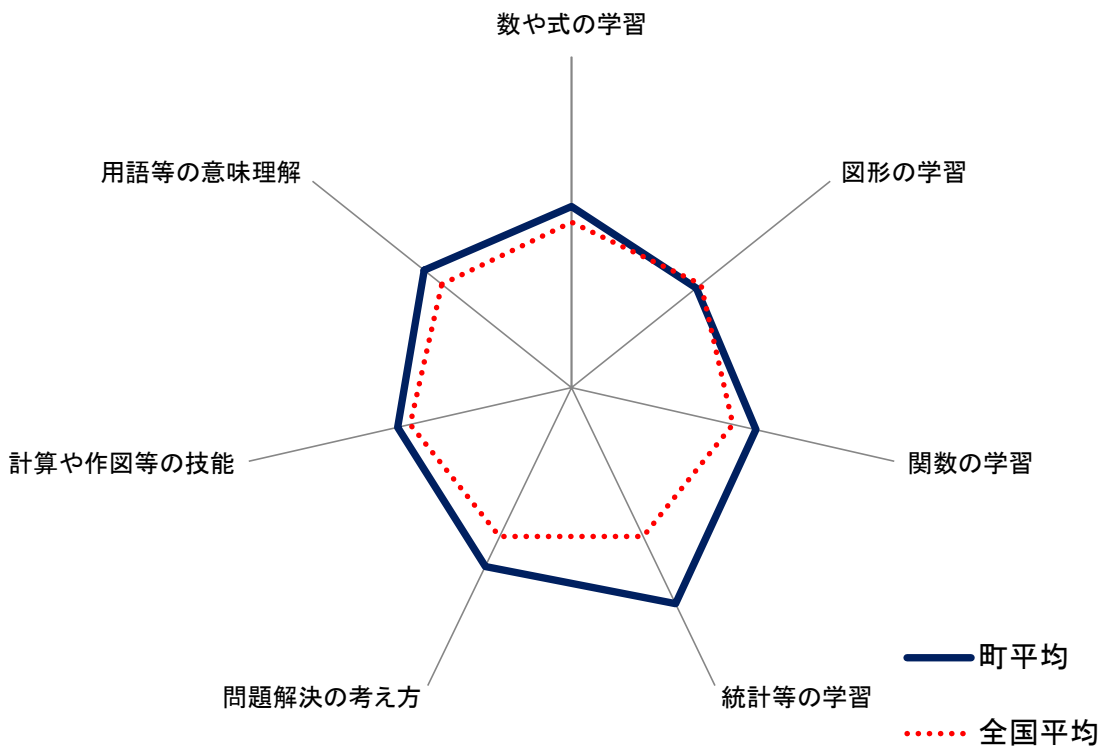 数や式の学習
用語等の意味理解
図形の学習
計算や作図等の技能
関数の学習
問題解決の考え方
統計等の学習
町平均
全国平均